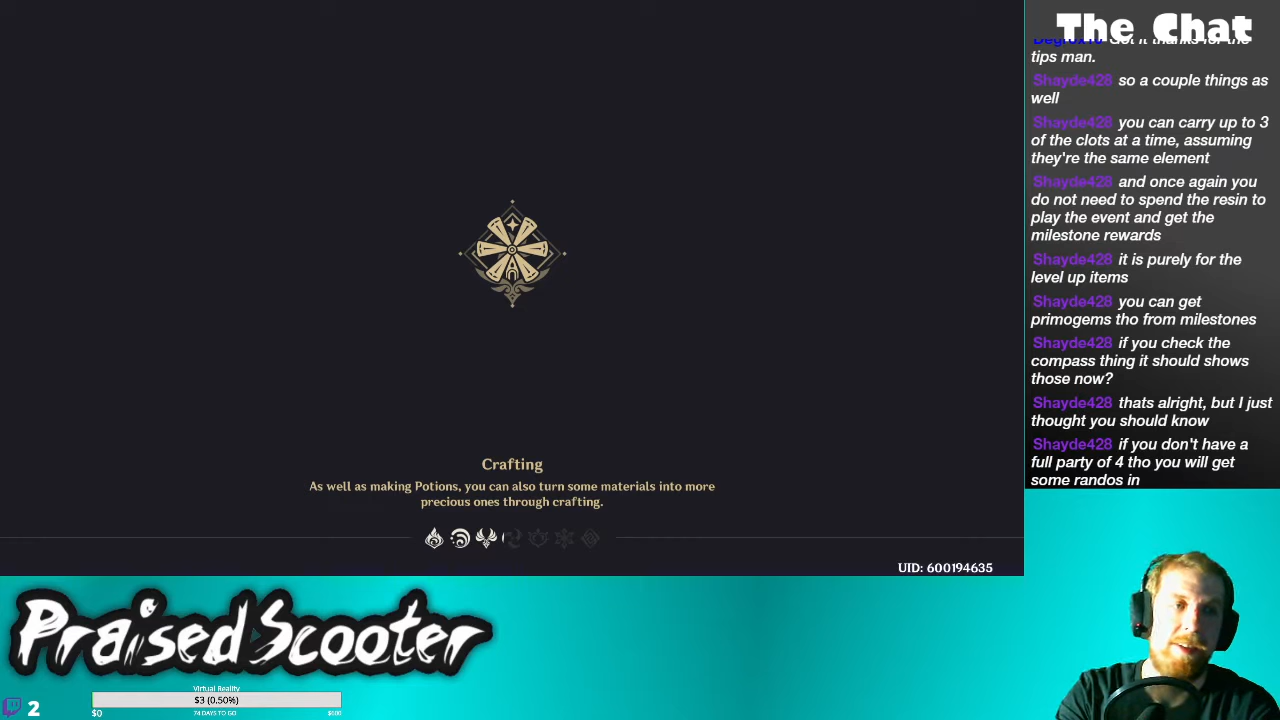 The Chat
tips man.
Shayde428 so a couple things as
well
Shayde428 you can carry up to 3
of the clots at a time, assuming
they're the same element
Shayde428 and once again you
do not need to spend the resin to
play the event and get the
milestone rewards
Shayde428 it is purely for the
level up items
Shayde428 you can get
primogems tho from milestones
Shayde428 if you check the
compass thing it should shows
those now?
Shayde428 thats alright, but I just
thought you should know
Shayde428 if you don't have a
full party of 4 tho you will get
some randos in
Crafting
As well as making Potions, you can also turn some materials into more
precious ones through crafting.
UID: 600194635
PraisedScooter
2
Virtual Reality
$3 (0.50%)
$0
74 DAYS TO GO